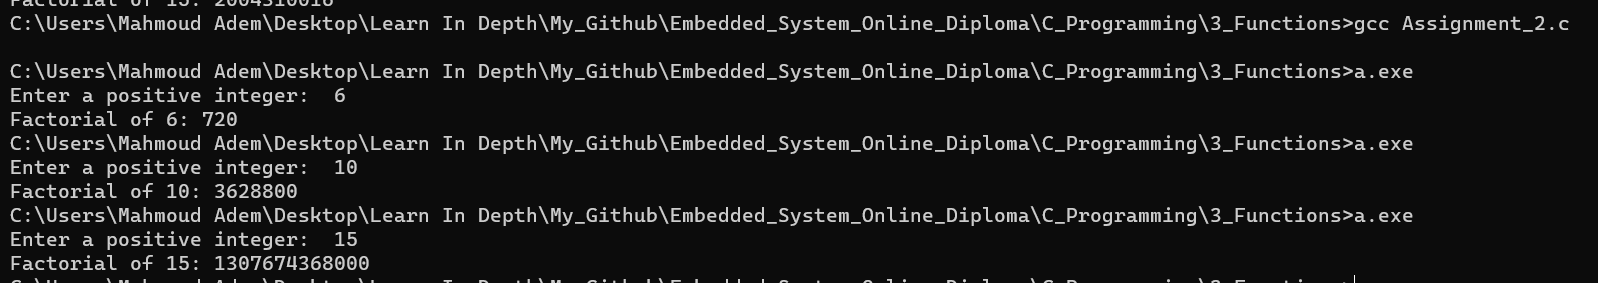 Factorial of 15: 2004310016
C:\Users\Mahmoud Adem\Desktop\Learn In Depth\My_Github\Embedded_System_Online_Diploma\C_Programming\3_Functions>gcc Assignment_2.c
C:\Users\Mahmoud Adem\Desktop\Learn In Depth\My_Github\Embedded_System_Online_Diploma\C_Programming\3_Functions>a.exe
Enter a positive integer:  6
Factorial of 6: 720
C:\Users\Mahmoud Adem\Desktop\Learn In Depth\My_Github\Embedded_System_Online_Diploma\C_Programming\3_Functions>a.exe
Enter a positive integer:  10
Factorial of 10: 3628800
C:\Users\Mahmoud Adem\Desktop\Learn In Depth\My_Github\Embedded_System_Online_Diploma\C_Programming\3_Functions>a.exe
Enter a positive integer:  15
Factorial of 15: 1307674368000